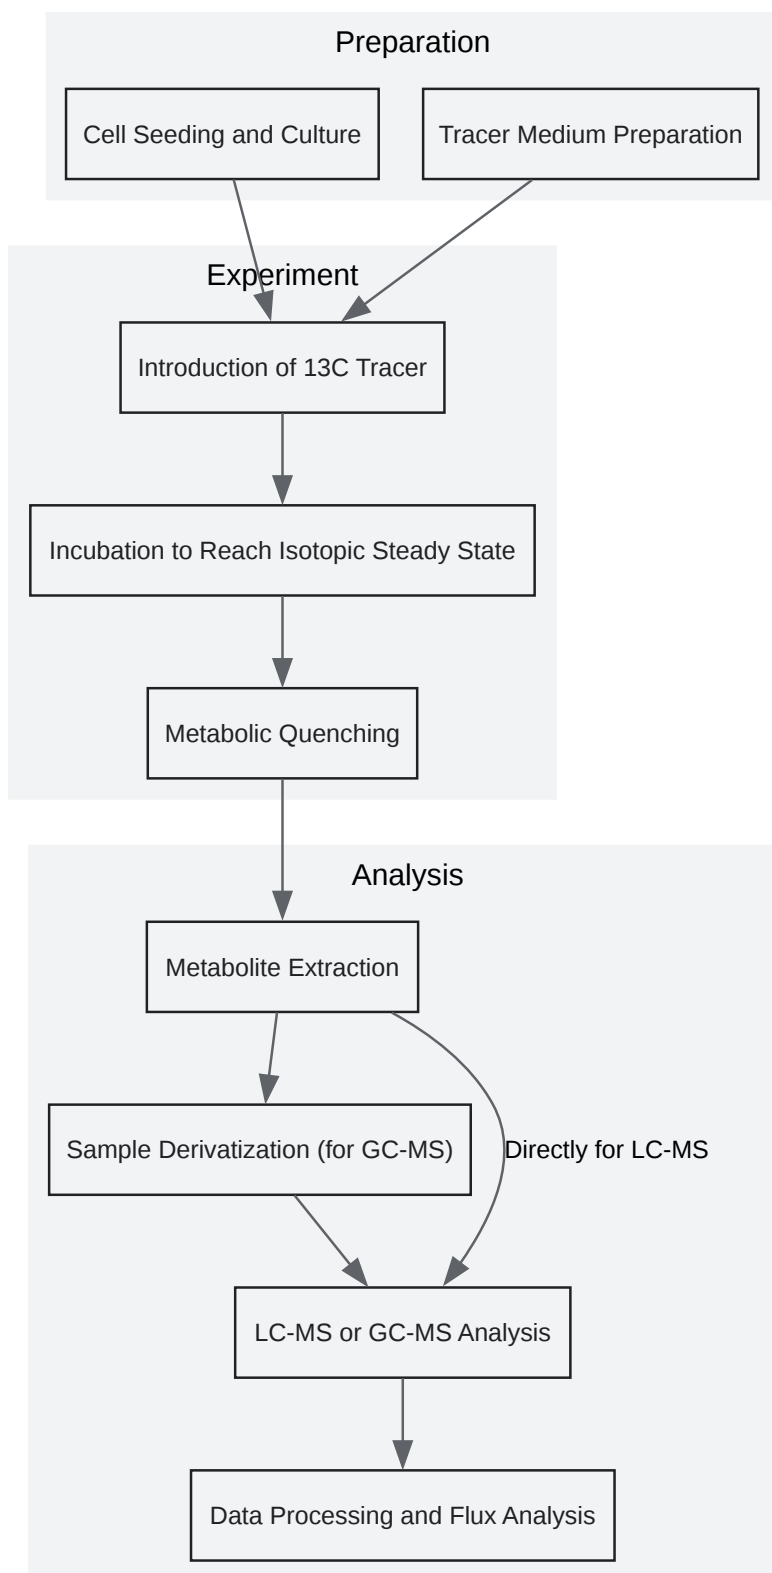 Preparation
Cell Seeding and Culture
Tracer Medium Preparation
Experiment
Introduction of 13C Tracer
Incubation to Reach Isotopic Steady State
Metabolic Quenching
Analysis
Metabolite Extraction
Sample Derivatization (for GC-MS)
Directly for LC-MS
LC-MS or GC-MS Analysis
Data Processing and Flux Analysis